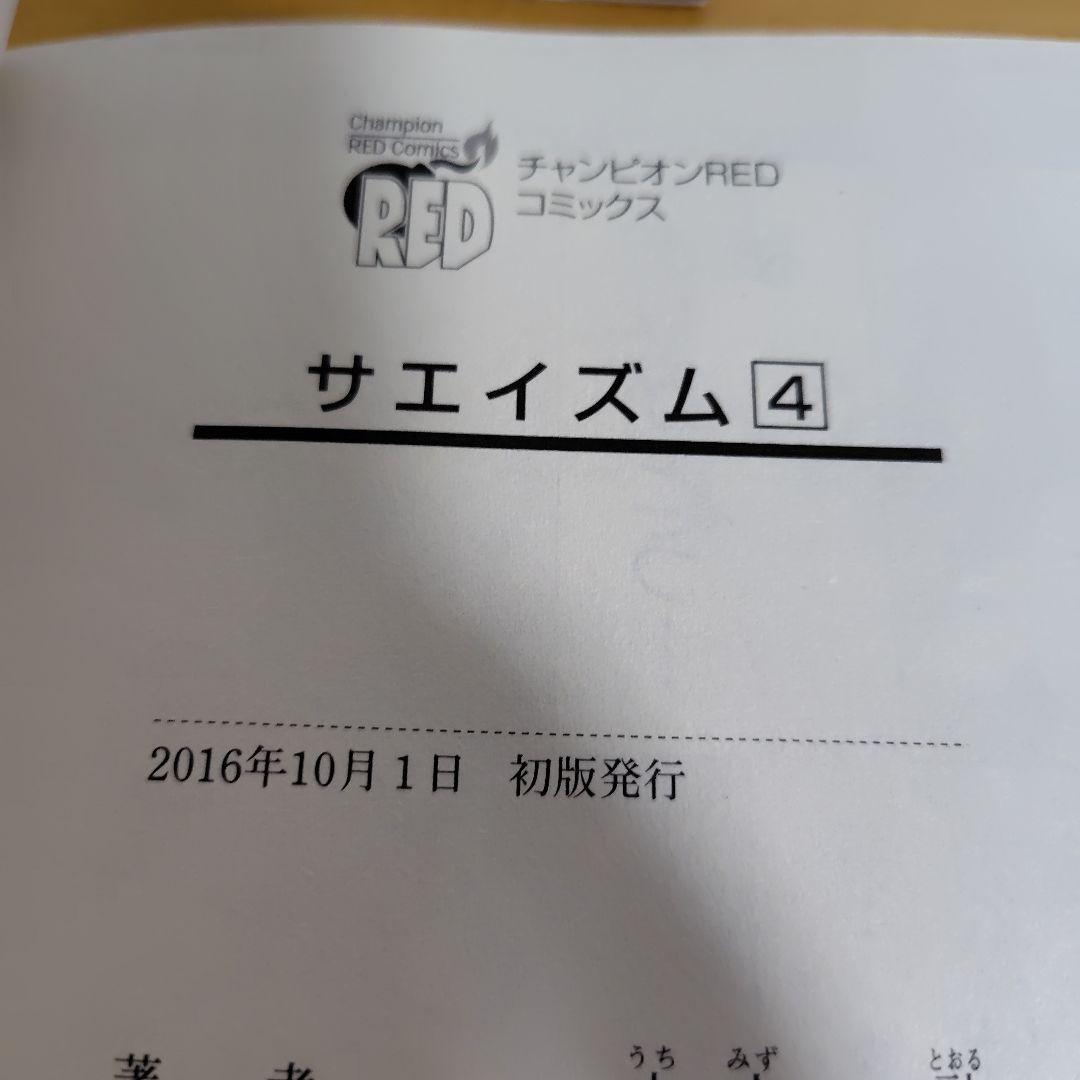 Champion
RED Comics
RED
チャンピオンRED
コミックス
サエイズム4
2016年10月1日　初版発行
著者
うち みず とおる